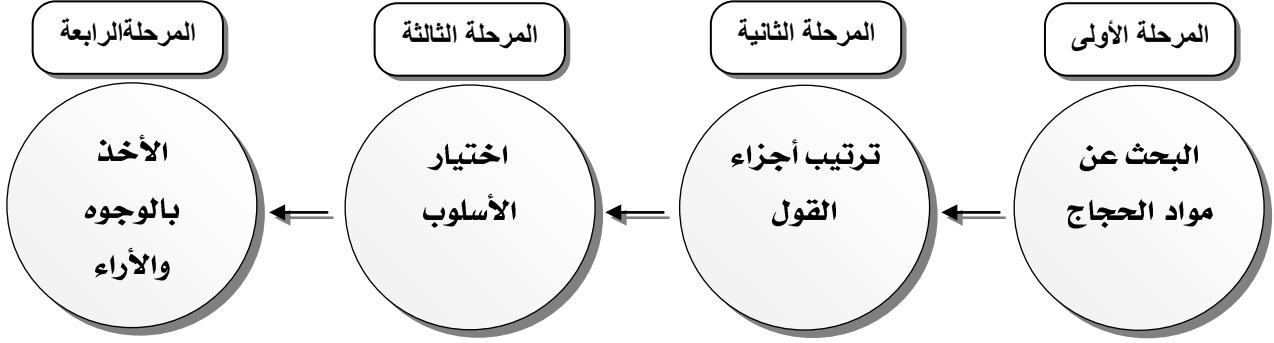 المرحلة الأولى
البحث عن
مواد الحجاج
المرحلة الثانية
ترتيب أجزاء
القول
المرحلة الثالثة
اختيار
الأسلوب
المرحلةالرابعة
الأخذ
بالوجوه
والأراء